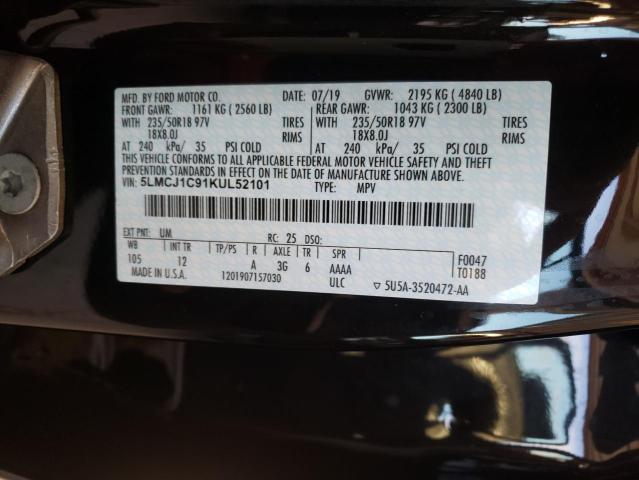 MFD. BY FORD MOTOR CO. DATE: 07/19 GVWR: 2195 KG ( 4840 LB)
FRONT GAWR: 1161 KG ( 2560 LB) REAR GAWR: 1043 KG ( 2300 LB)
WITH 235/50R18 97V TIRES WITH 235/50R18 97V TIRES
18X8.0J RIMS 18X8.0J RIMS
AT 240 kPa/ 35 PSI COLD AT 240 kPa/ 35 PSI COLD
THIS VEHICLE CONFORMS TO ALL APPLICABLE FEDERAL MOTOR VEHICLE SAFETY AND THEFT
PREVENTION STANDARDS IN EFFECT ON THE DATE OF MANUFACTURE SHOWN ABOVE.
VIN: 5LMCJ1C91KUL52101 TYPE: MPV
EXT PNT: UM RC: 25 DSO:
WB INT TR TP/PS R AXLE TR SPR F0047
105 12 A 3G 6 AAAA T0188
MADE IN U.S.A. 1201907157030 ULC ▽ 5U5A-3520472-AA